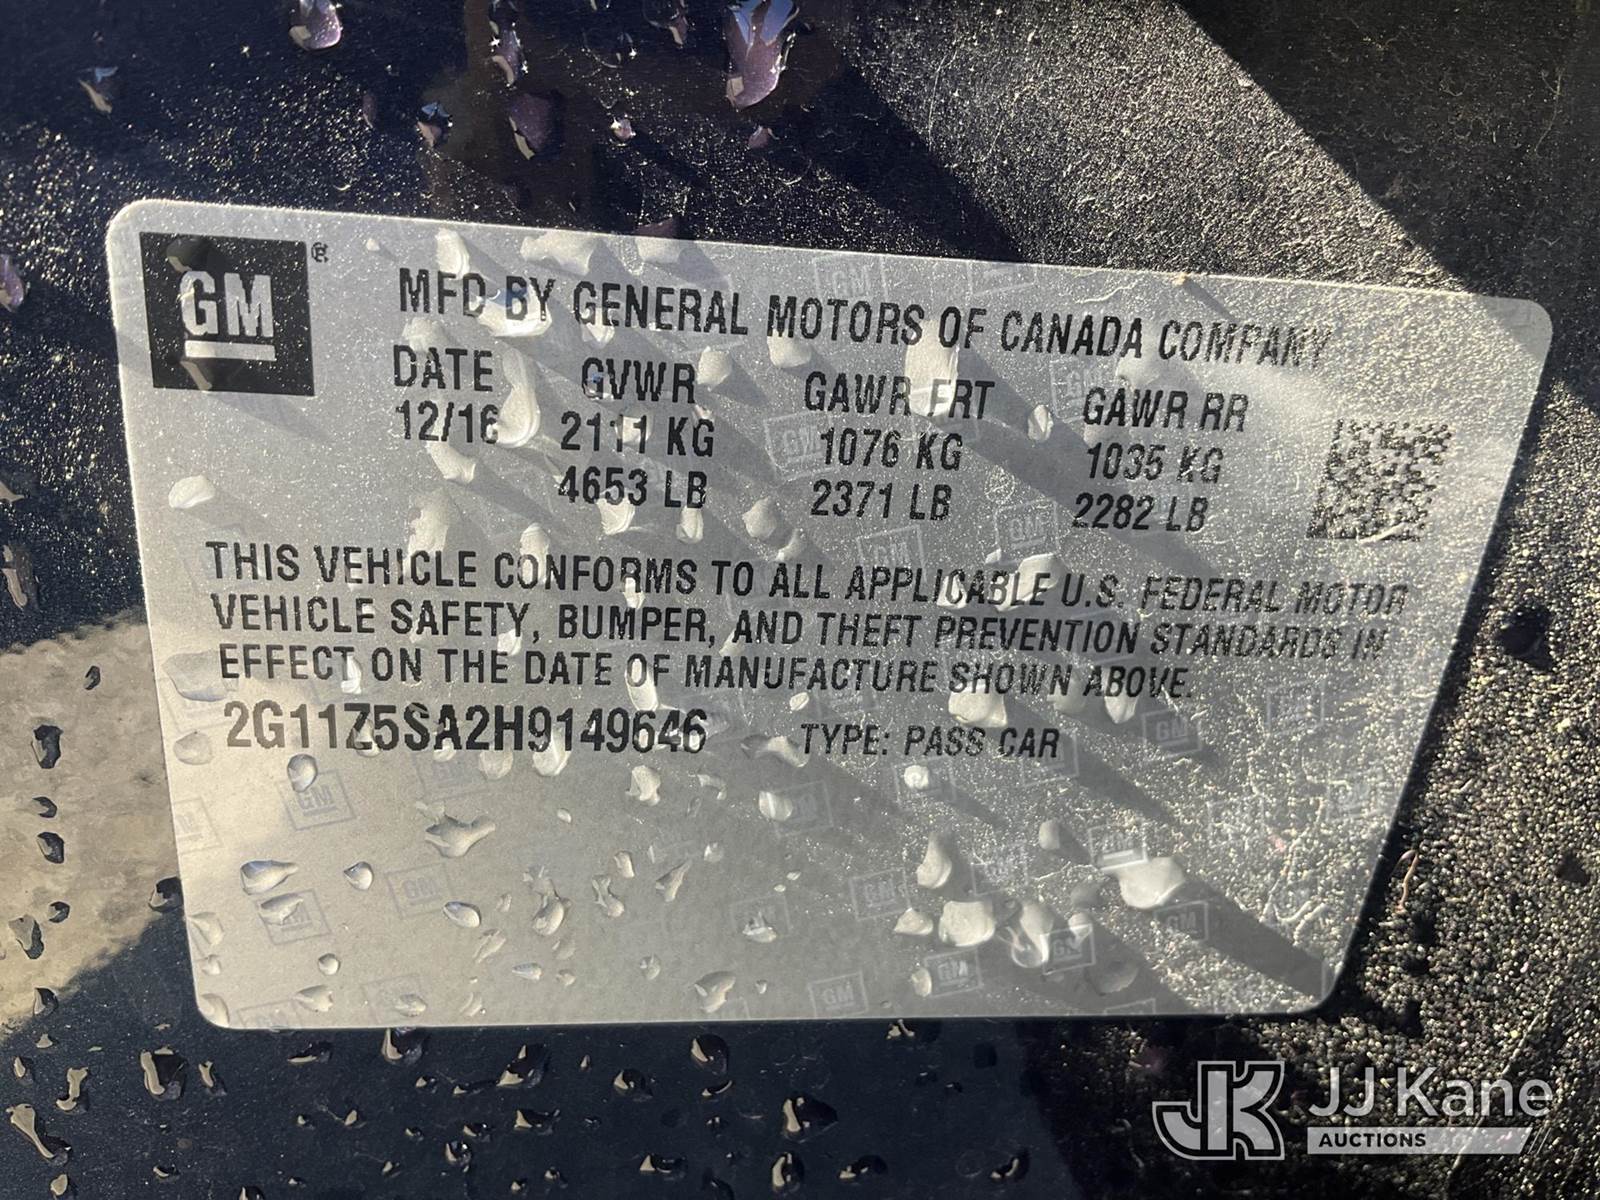 GM ®
MFD BY GENERAL MOTORS OF CANADA COMPANY
DATE GVWR GAWR FRT GAWR RR
12/16 2111 KG 1076 KG 1035 KG
4653 LB 2371 LB 2282 LB
THIS VEHICLE CONFORMS TO ALL APPLICABLE U.S. FEDERAL MOTOR
VEHICLE SAFETY, BUMPER, AND THEFT PREVENTION STANDARDS IN
EFFECT ON THE DATE OF MANUFACTURE SHOWN ABOVE.
2G11Z5SA2H9149646 TYPE: PASS CAR
JK JJ Kane
AUCTIONS